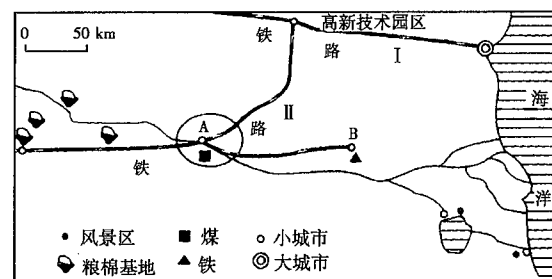 0 50 km
高新技术园区
铁 路 Ⅰ
海
A 路 Ⅱ B
铁
洋
风景区 煤 小城市
粮棉基地 铁 大城市